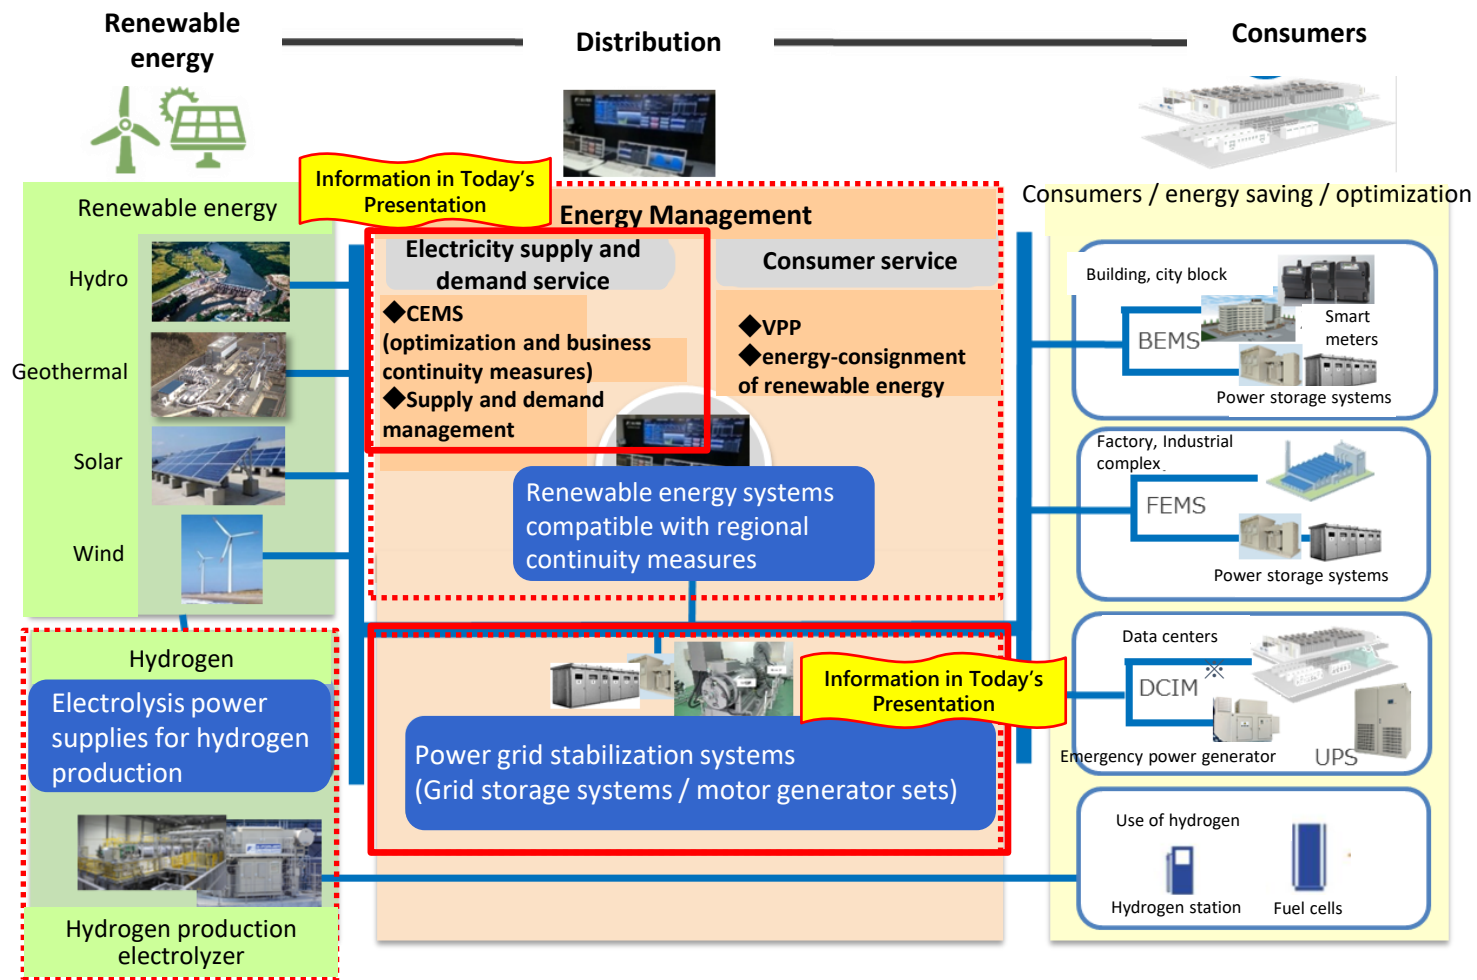 Renewable
energy
Distribution
Consumers
Information in Today's
Presentation
Renewable energy
Hydro
Geothermal
Solar
Wind
Energy Management
Electricity supply and
demand service
◆CEMS
(optimization and business
continuity measures)
◆Supply and demand
management
Consumer service
◆VPP
◆energy-consignment
of renewable energy
Renewable energy systems
compatible with regional
continuity measures
Consumers / energy saving / optimization
Building, city block
BEMS
Smart
meters
Power storage systems
Factory, Industrial
complex
FEMS
Power storage systems
Hydrogen
Electrolysis power
supplies for hydrogen
production
Hydrogen production
electrolyzer
Information in Today's
Presentation
Power grid stabilization systems
(Grid storage systems / motor generator sets)
Data centers
DCIM
※
Emergency power generator
UPS
Use of hydrogen
Hydrogen station
Fuel cells